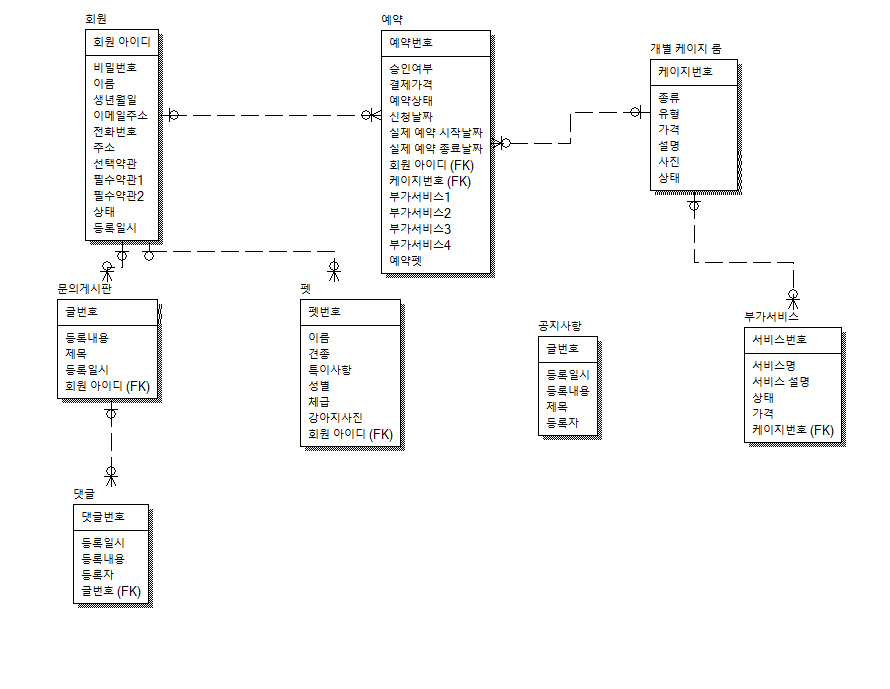 회원
회원 아이디
비밀번호
이름
생년월일
이메일주소
전화번호
주소
선택약관
필수약관1
필수약관2
상태
등록일시
예약
예약번호
승인여부
결제가격
예약상태
신청날짜
실제 예약 시작날짜
실제 예약 종료날짜
회원 아이디 (FK)
케이지번호 (FK)
부가서비스1
부가서비스2
부가서비스3
부가서비스4
예약펫
개별 케이지 룸
케이지번호
종류
유형
가격
설명
사진
상태
문의게시판
글번호
등록내용
제목
등록일시
회원 아이디 (FK)
펫
펫번호
이름
견종
특이사항
성별
체급
강아지사진
회원 아이디 (FK)
공지사항
글번호
등록일시
등록내용
제목
등록자
부가서비스
서비스번호
서비스명
서비스 설명
상태
가격
케이지번호 (FK)
댓글
댓글번호
등록일시
등록내용
등록자
글번호 (FK)